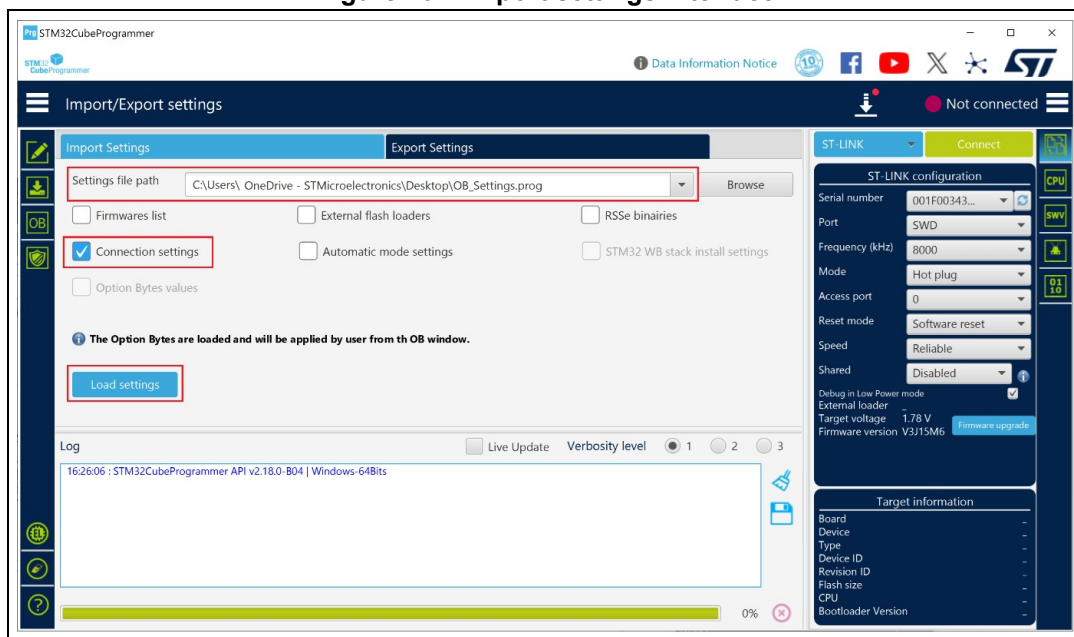 Prg STM32CubeProgrammer
STM32
CubeProgrammer
Data Information Notice
10
Import/Export settings
Not connected
Import Settings
Export Settings
ST-LINK
Connect
Settings file path
C:\Users\ OneDrive - STMicroelectronics\Desktop\OB_Settings.prog
Browse
Firmwares list
External flash loaders
RSSe binairies
Connection settings
Automatic mode settings
STM32 WB stack install settings
Option Bytes values
The Option Bytes are loaded and will be applied by user from th OB window.
Load settings
Log
Live Update
Verbosity level
1
2
3
16:26:06 : STM32CubeProgrammer API v2.18.0-B04 | Windows-64Bits
0%
OB
EL
?
ST-LINK configuration
Serial number
001F00343...
Port
SWD
Frequency (kHz)
8000
Mode
Hot plug
Access port
0
Reset mode
Software reset
Speed
Reliable
Shared
Disabled
Debug in Low Power mode
External loader
_
Target voltage
1.78 V
Firmware version
V3J15M6
Firmware upgrade
Target information
Board
_
Device
_
Type
_
Device ID
_
Revision ID
_
Flash size
_
CPU
_
Bootloader Version
_
CPU
SWV
01
10